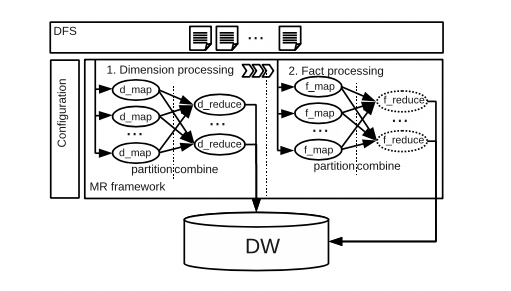 DFS
...
Configuration
1. Dimension processing
2. Fact processing
d_map
d_map
...
d_map
d_reduce
...
d_reduce
partition combine
f_map
f_map
...
f_map
f_reduce
...
f_reduce
partition combine
MR framework
DW